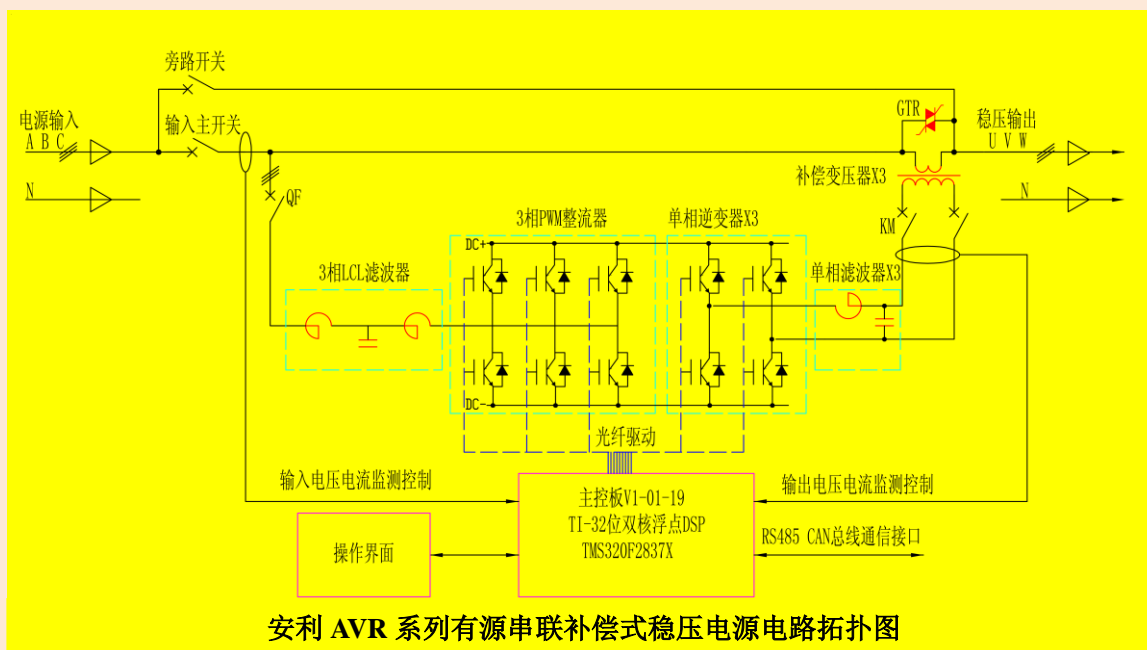 旁路开关
电源输入
A B C
输入主开关
GTR
稳压输出
U V W
补偿变压器X3
N
N
QF
KM
3相PWM整流器
单相逆变器X3
DC+
3相LCL滤波器
单相滤波器X3
DC-
光纤驱动
输入电压电流监测控制
输出电压电流监测控制
主控板V1-01-19
TI-32位双核浮点DSP
TMS320F2837X
操作界面
RS485 CAN总线通信接口
安利 AVR 系列有源串联补偿式稳压电源电路拓扑图